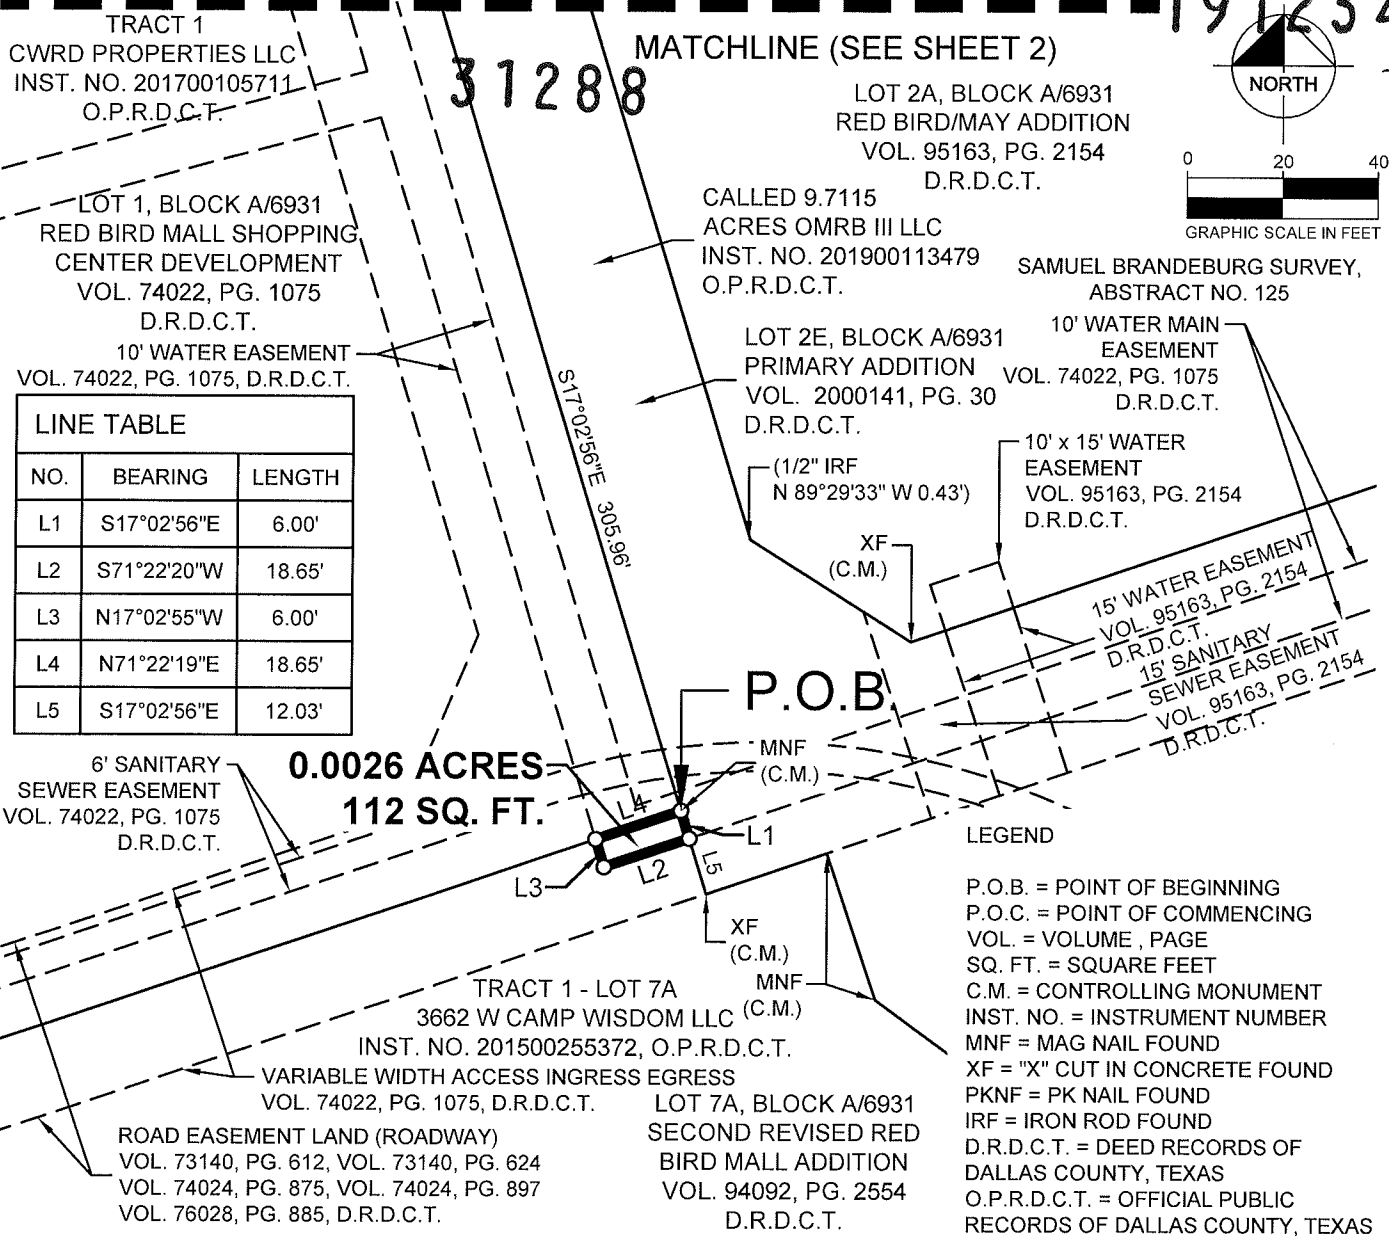 TRACT 1
CWRD PROPERTIES LLC
INST. NO. 201700105711
O.P.R.D.C.T.
31288
MATCHLINE (SEE SHEET 2)
NORTH
0 20 40
GRAPHIC SCALE IN FEET
LOT 2A, BLOCK A/6931
RED BIRD/MAY ADDITION
VOL. 95163, PG. 2154
D.R.D.C.T.
CALLED 9.7115
ACRES OMRB III LLC
INST. NO. 201900113479
O.P.R.D.C.T.
SAMUEL BRANDEBURG SURVEY,
ABSTRACT NO. 125
LOT 1, BLOCK A/6931
RED BIRD MALL SHOPPING
CENTER DEVELOPMENT
VOL. 74022, PG. 1075
D.R.D.C.T.
10' WATER EASEMENT
VOL. 74022, PG. 1075, D.R.D.C.T.
LOT 2E, BLOCK A/6931
PRIMARY ADDITION
VOL. 2000141, PG. 30
D.R.D.C.T.
10' WATER MAIN
EASEMENT
VOL. 74022, PG. 1075
D.R.D.C.T.
LINE TABLE
NO. BEARING LENGTH
L1 S17°02'56"E 6.00'
L2 S71°22'20"W 18.65'
L3 N17°02'55"W 6.00'
L4 N71°22'19"E 18.65'
L5 S17°02'56"E 12.03'
S17°02'56"E 305.96'
(1/2" IRF
N 89°29'33" W 0.43')
10' x 15' WATER
EASEMENT
VOL. 95163, PG. 2154
D.R.D.C.T.
XF
(C.M.)
15' WATER EASEMENT
VOL. 95163, PG. 2154
D.R.D.C.T.
15' SANITARY
SEWER EASEMENT
VOL. 95163, PG. 2154
D.R.D.C.T.
P.O.B.
MNF
(C.M.)
6' SANITARY
SEWER EASEMENT
VOL. 74022, PG. 1075
D.R.D.C.T.
0.0026 ACRES
112 SQ. FT.
L4
L1
L2
L3
L5
XF
(C.M.)
MNF
(C.M.)
TRACT 1 - LOT 7A
3662 W CAMP WISDOM LLC
INST. NO. 201500255372, O.P.R.D.C.T.
VARIABLE WIDTH ACCESS INGRESS EGRESS
VOL. 74022, PG. 1075, D.R.D.C.T.
ROAD EASEMENT LAND (ROADWAY)
VOL. 73140, PG. 612, VOL. 73140, PG. 624
VOL. 74024, PG. 875, VOL. 74024, PG. 897
VOL. 76028, PG. 885, D.R.D.C.T.
LOT 7A, BLOCK A/6931
SECOND REVISED RED
BIRD MALL ADDITION
VOL. 94092, PG. 2554
D.R.D.C.T.
LEGEND
P.O.B. = POINT OF BEGINNING
P.O.C. = POINT OF COMMENCING
VOL. = VOLUME , PAGE
SQ. FT. = SQUARE FEET
C.M. = CONTROLLING MONUMENT
INST. NO. = INSTRUMENT NUMBER
MNF = MAG NAIL FOUND
XF = "X" CUT IN CONCRETE FOUND
PKNF = PK NAIL FOUND
IRF = IRON ROD FOUND
D.R.D.C.T. = DEED RECORDS OF
DALLAS COUNTY, TEXAS
O.P.R.D.C.T. = OFFICIAL PUBLIC
RECORDS OF DALLAS COUNTY, TEXAS